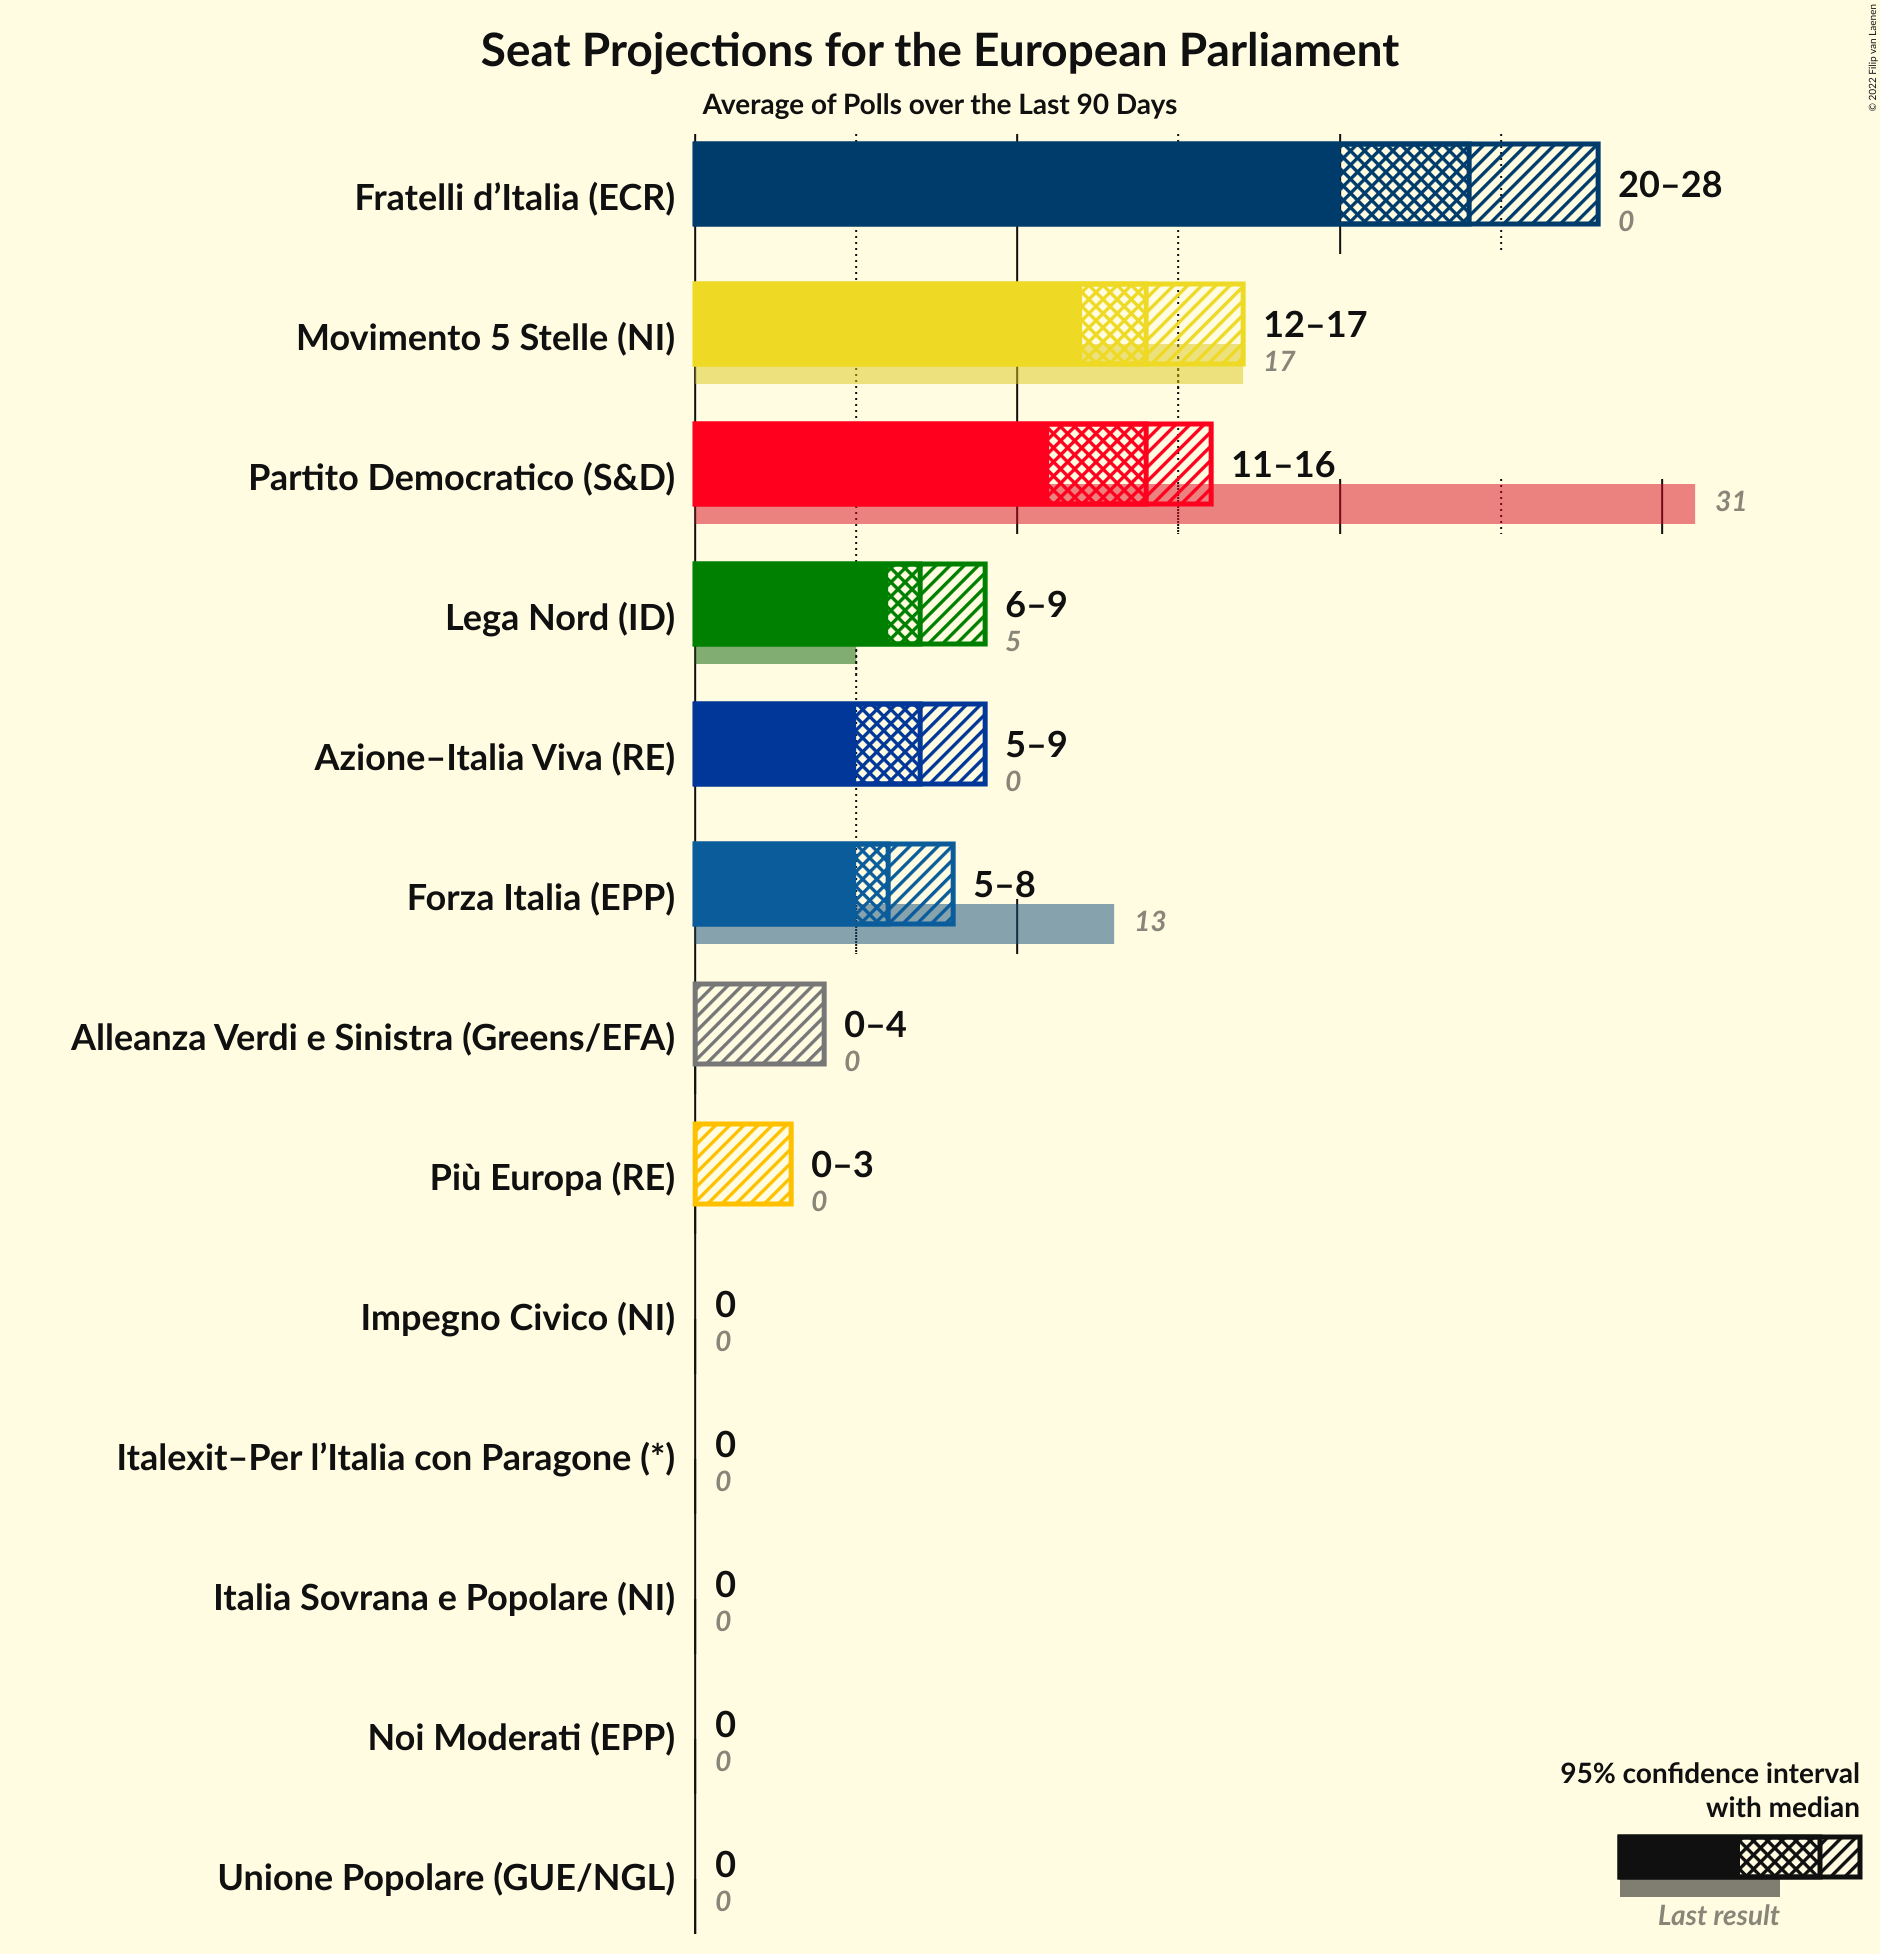 Seat Projections for the European Parliament
Average of Polls over the Last 90 Days
© 2022 Filip van Laenen
Fratelli d’Italia (ECR)
20–28
0
Movimento 5 Stelle (NI)
12–17
17
Partito Democratico (S&D)
11–16
31
Lega Nord (ID)
6–9
5
Azione–Italia Viva (RE)
5–9
0
Forza Italia (EPP)
5–8
13
Alleanza Verdi e Sinistra (Greens/EFA)
0–4
0
Più Europa (RE)
0–3
0
Impegno Civico (NI)
0
0
Italexit–Per l’Italia con Paragone (*)
0
0
Italia Sovrana e Popolare (NI)
0
0
Noi Moderati (EPP)
0
0
Unione Popolare (GUE/NGL)
0
0
95% confidence interval
with median
Last result